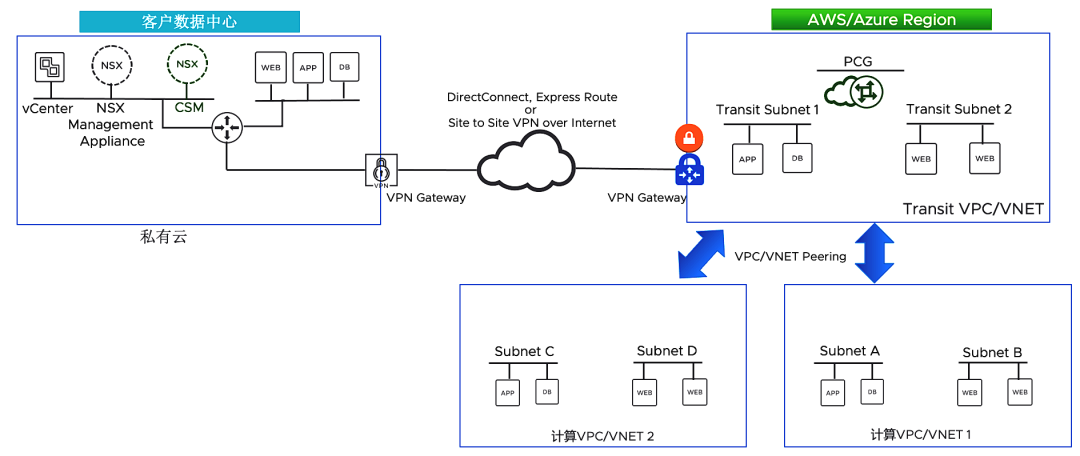 客户数据中心
AWS/Azure Region
NSX
NSX
WEB
APP
DB
vCenter
NSX
Management
Appliance
CSM
DirectConnect, Express Route
or
Site to Site VPN over Internet
PCG
Transit Subnet 1
Transit Subnet 2
APP
DB
WEB
WEB
VPN
VPN Gateway
VPN Gateway
Transit VPC/VNET
私有云
VPC/VNET Peering
Subnet C
Subnet D
Subnet A
Subnet B
APP
DB
WEB
WEB
APP
DB
WEB
WEB
计算VPC/VNET 2
计算VPC/VNET 1